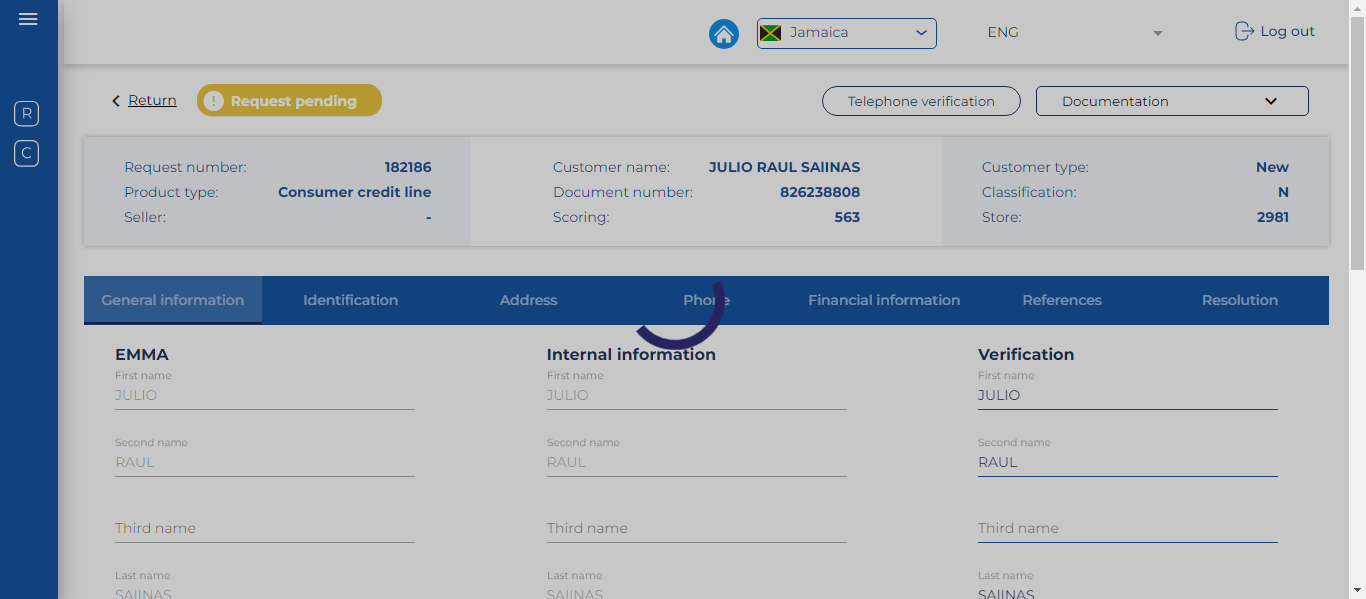 Jamaica
ENG
Log out
R
C
Return
Request pending
Telephone verification
Documentation
Request number: 182186
Product type: Consumer credit line
Seller: -
Customer name: JULIO RAUL SAIINAS
Document number: 826238808
Scoring: 563
Customer type: New
Classification: N
Store: 2981
General information Identification Address Phone Financial information References Resolution
EMMA
First name
JULIO
Second name
RAUL
Third name
Last name
SAIINAS
Internal information
First name
JULIO
Second name
RAUL
Third name
Last name
SAIINAS
Verification
First name
JULIO
Second name
RAUL
Third name
Last name
SAIINAS